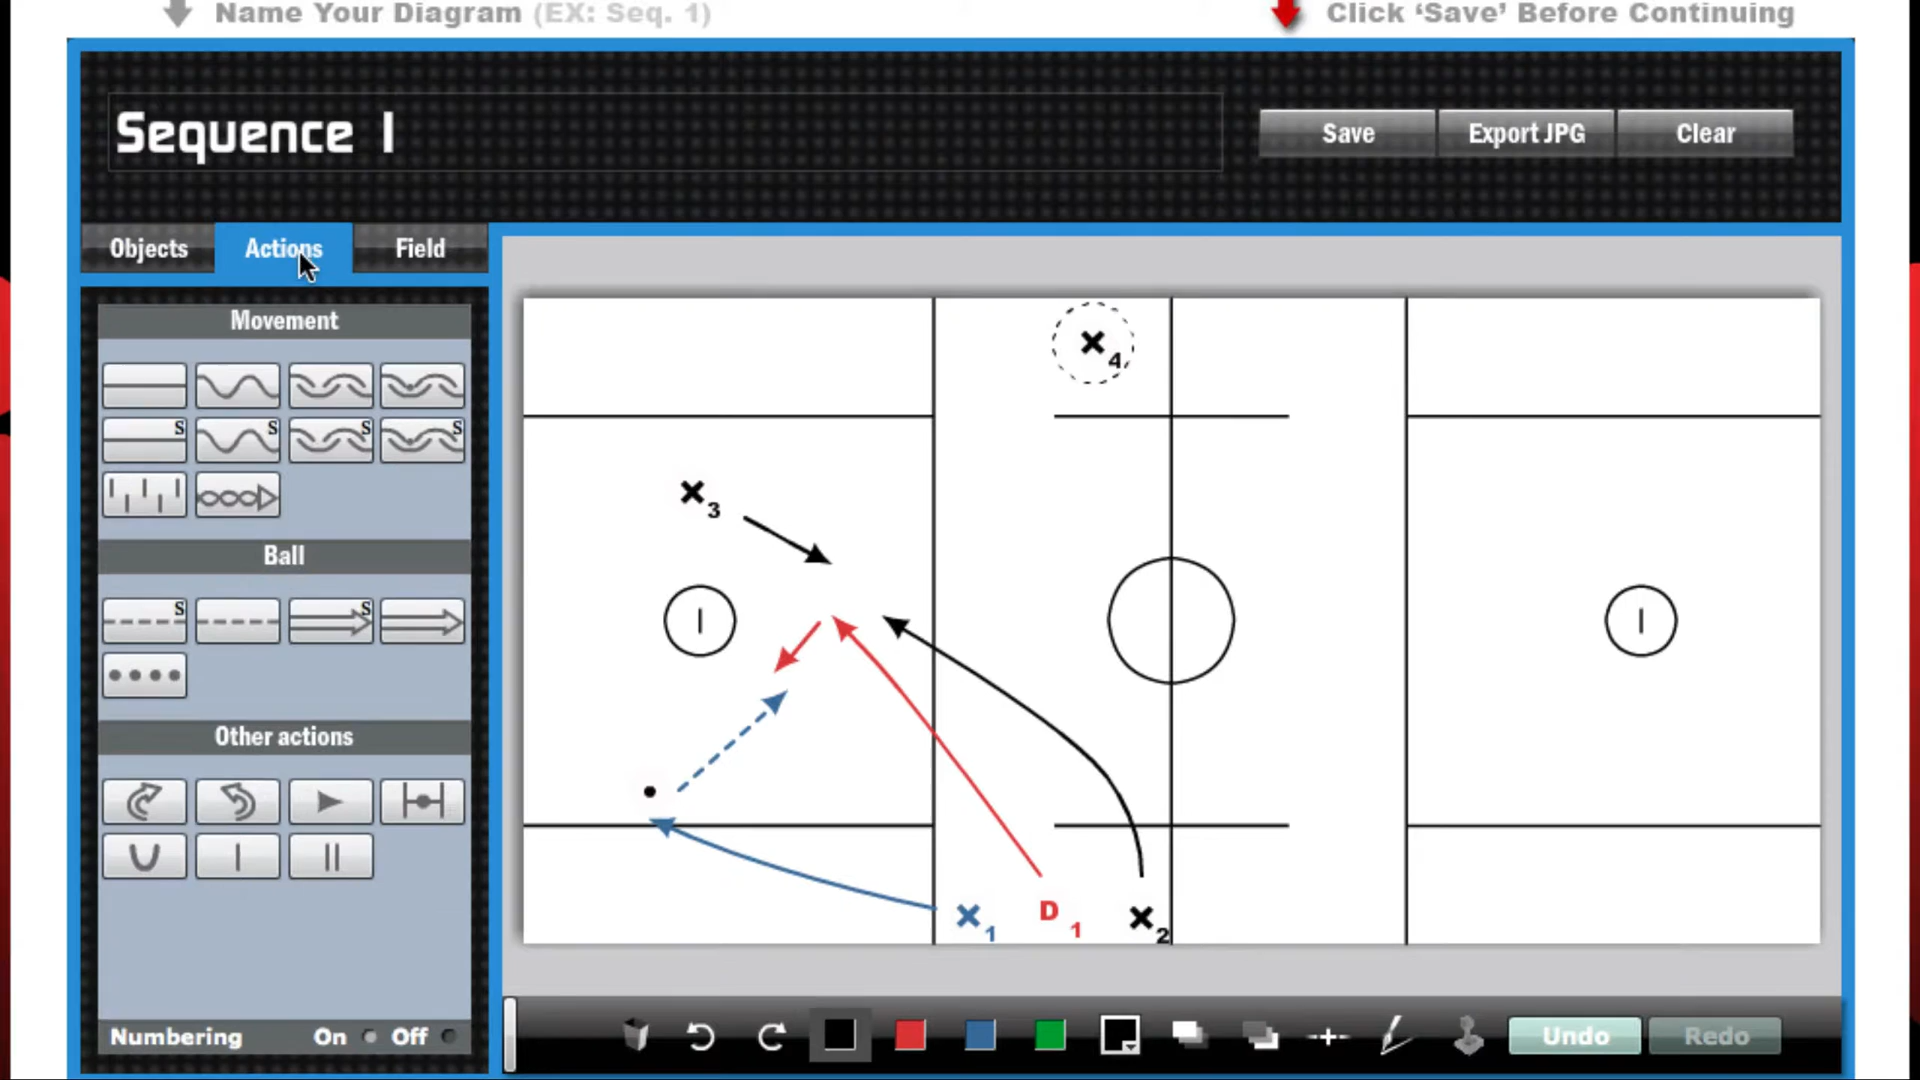 Name Your Diagram (EX: Seq. 1)
Click ‘Save’ Before Continuing
Sequence 1
Save
Export JPG
Clear
Objects
Actions
Field
Movement
S
S
S
S
Ball
S
S
Other actions
Numbering On Off
X4
X3
X1
D1
X2
Undo
Redo